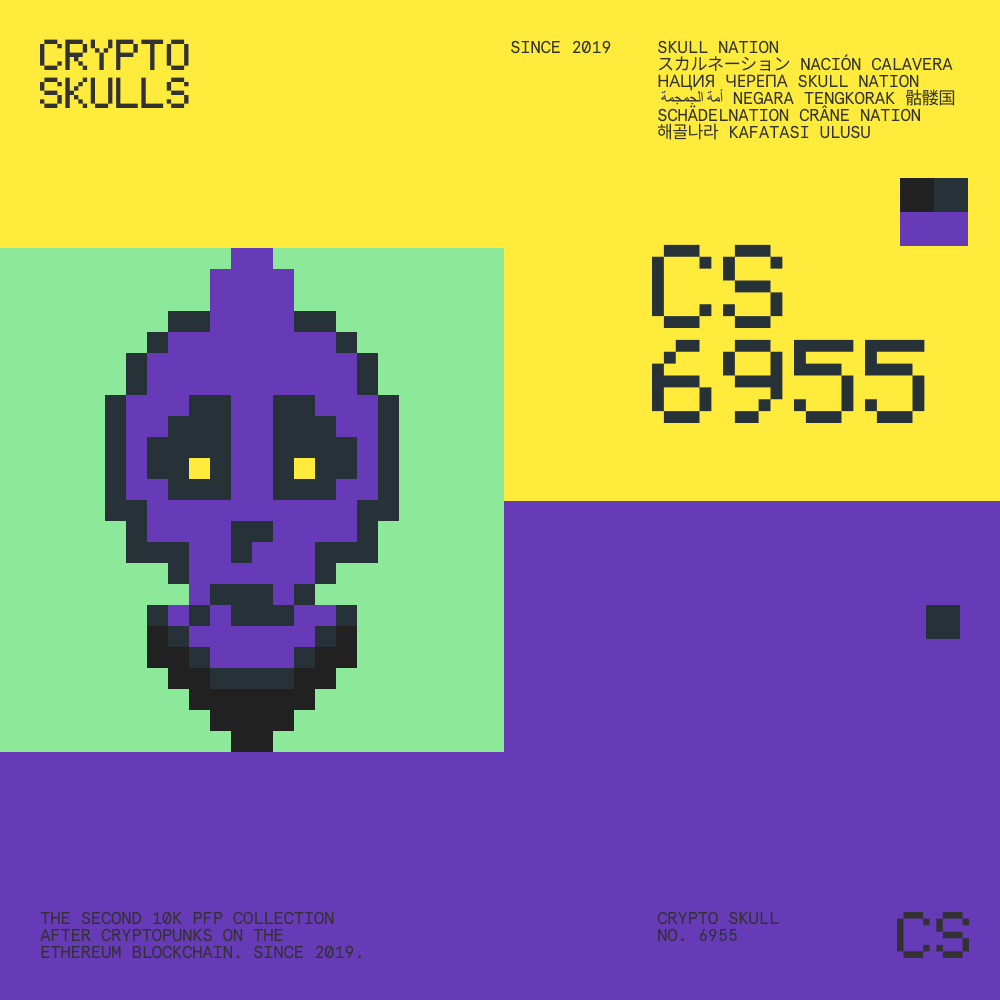 CRYPTO
SKULLS
SINCE 2019
SKULL NATION
スカルネーション NACIÓN CALAVERA
НАЦИЯ ЧЕРЕПА SKULL NATION
أمة الجمجمة NEGARA TENGKORAK 骷髅国
SCHÄDELNATION CRÂNE NATION
해골나라 KAFATASI ULUSU
CS
6955
THE SECOND 10K PFP COLLECTION
AFTER CRYPTOPUNKS ON THE
ETHEREUM BLOCKCHAIN. SINCE 2019.
CRYPTO SKULL
NO. 6955
CS